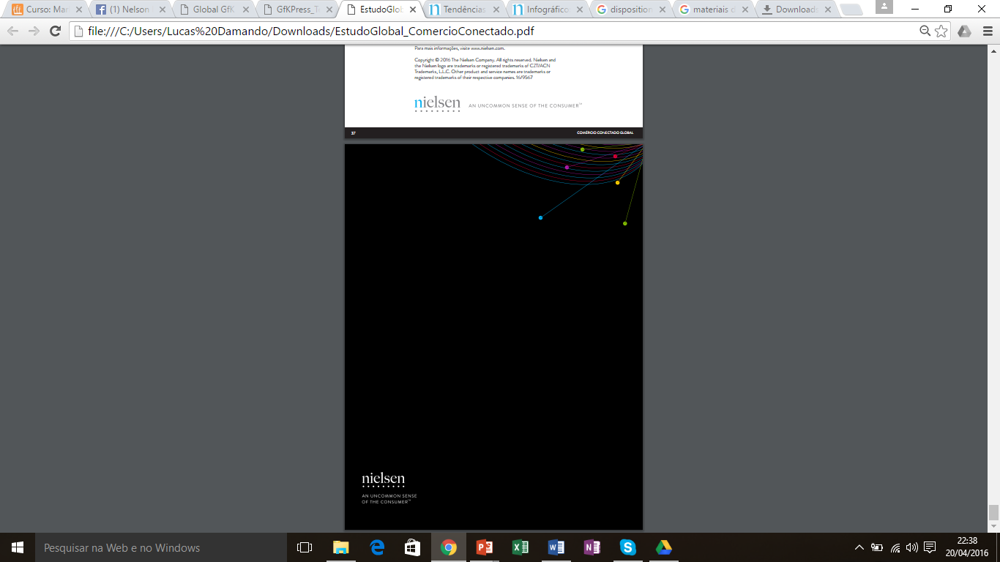 Curso: Mar
(1) Nelson
Global GfK
GfKPress_T
EstudoGlob
Tendências
Infográfico
disposition
materiais d
Downloads
file:///C:/Users/Lucas%20Damando/Downloads/EstudoGlobal_ComercioConectado.pdf
Para mais informações, visite www.nielsen.com.
Copyright © 2016 The Nielsen Company. All rights reserved. Nielsen and
the Nielsen logo are trademarks or registered trademarks of CZT/ACN
Trademarks, L.L.C. Other product and service names are trademarks or
registered trademarks of their respective companies. 16/9567
nielsen
AN UNCOMMON SENSE OF THE CONSUMER™
37
COMÉRCIO CONECTADO GLOBAL
nielsen
AN UNCOMMON SENSE
OF THE CONSUMER™
Pesquisar na Web e no Windows
22:38
20/04/2016